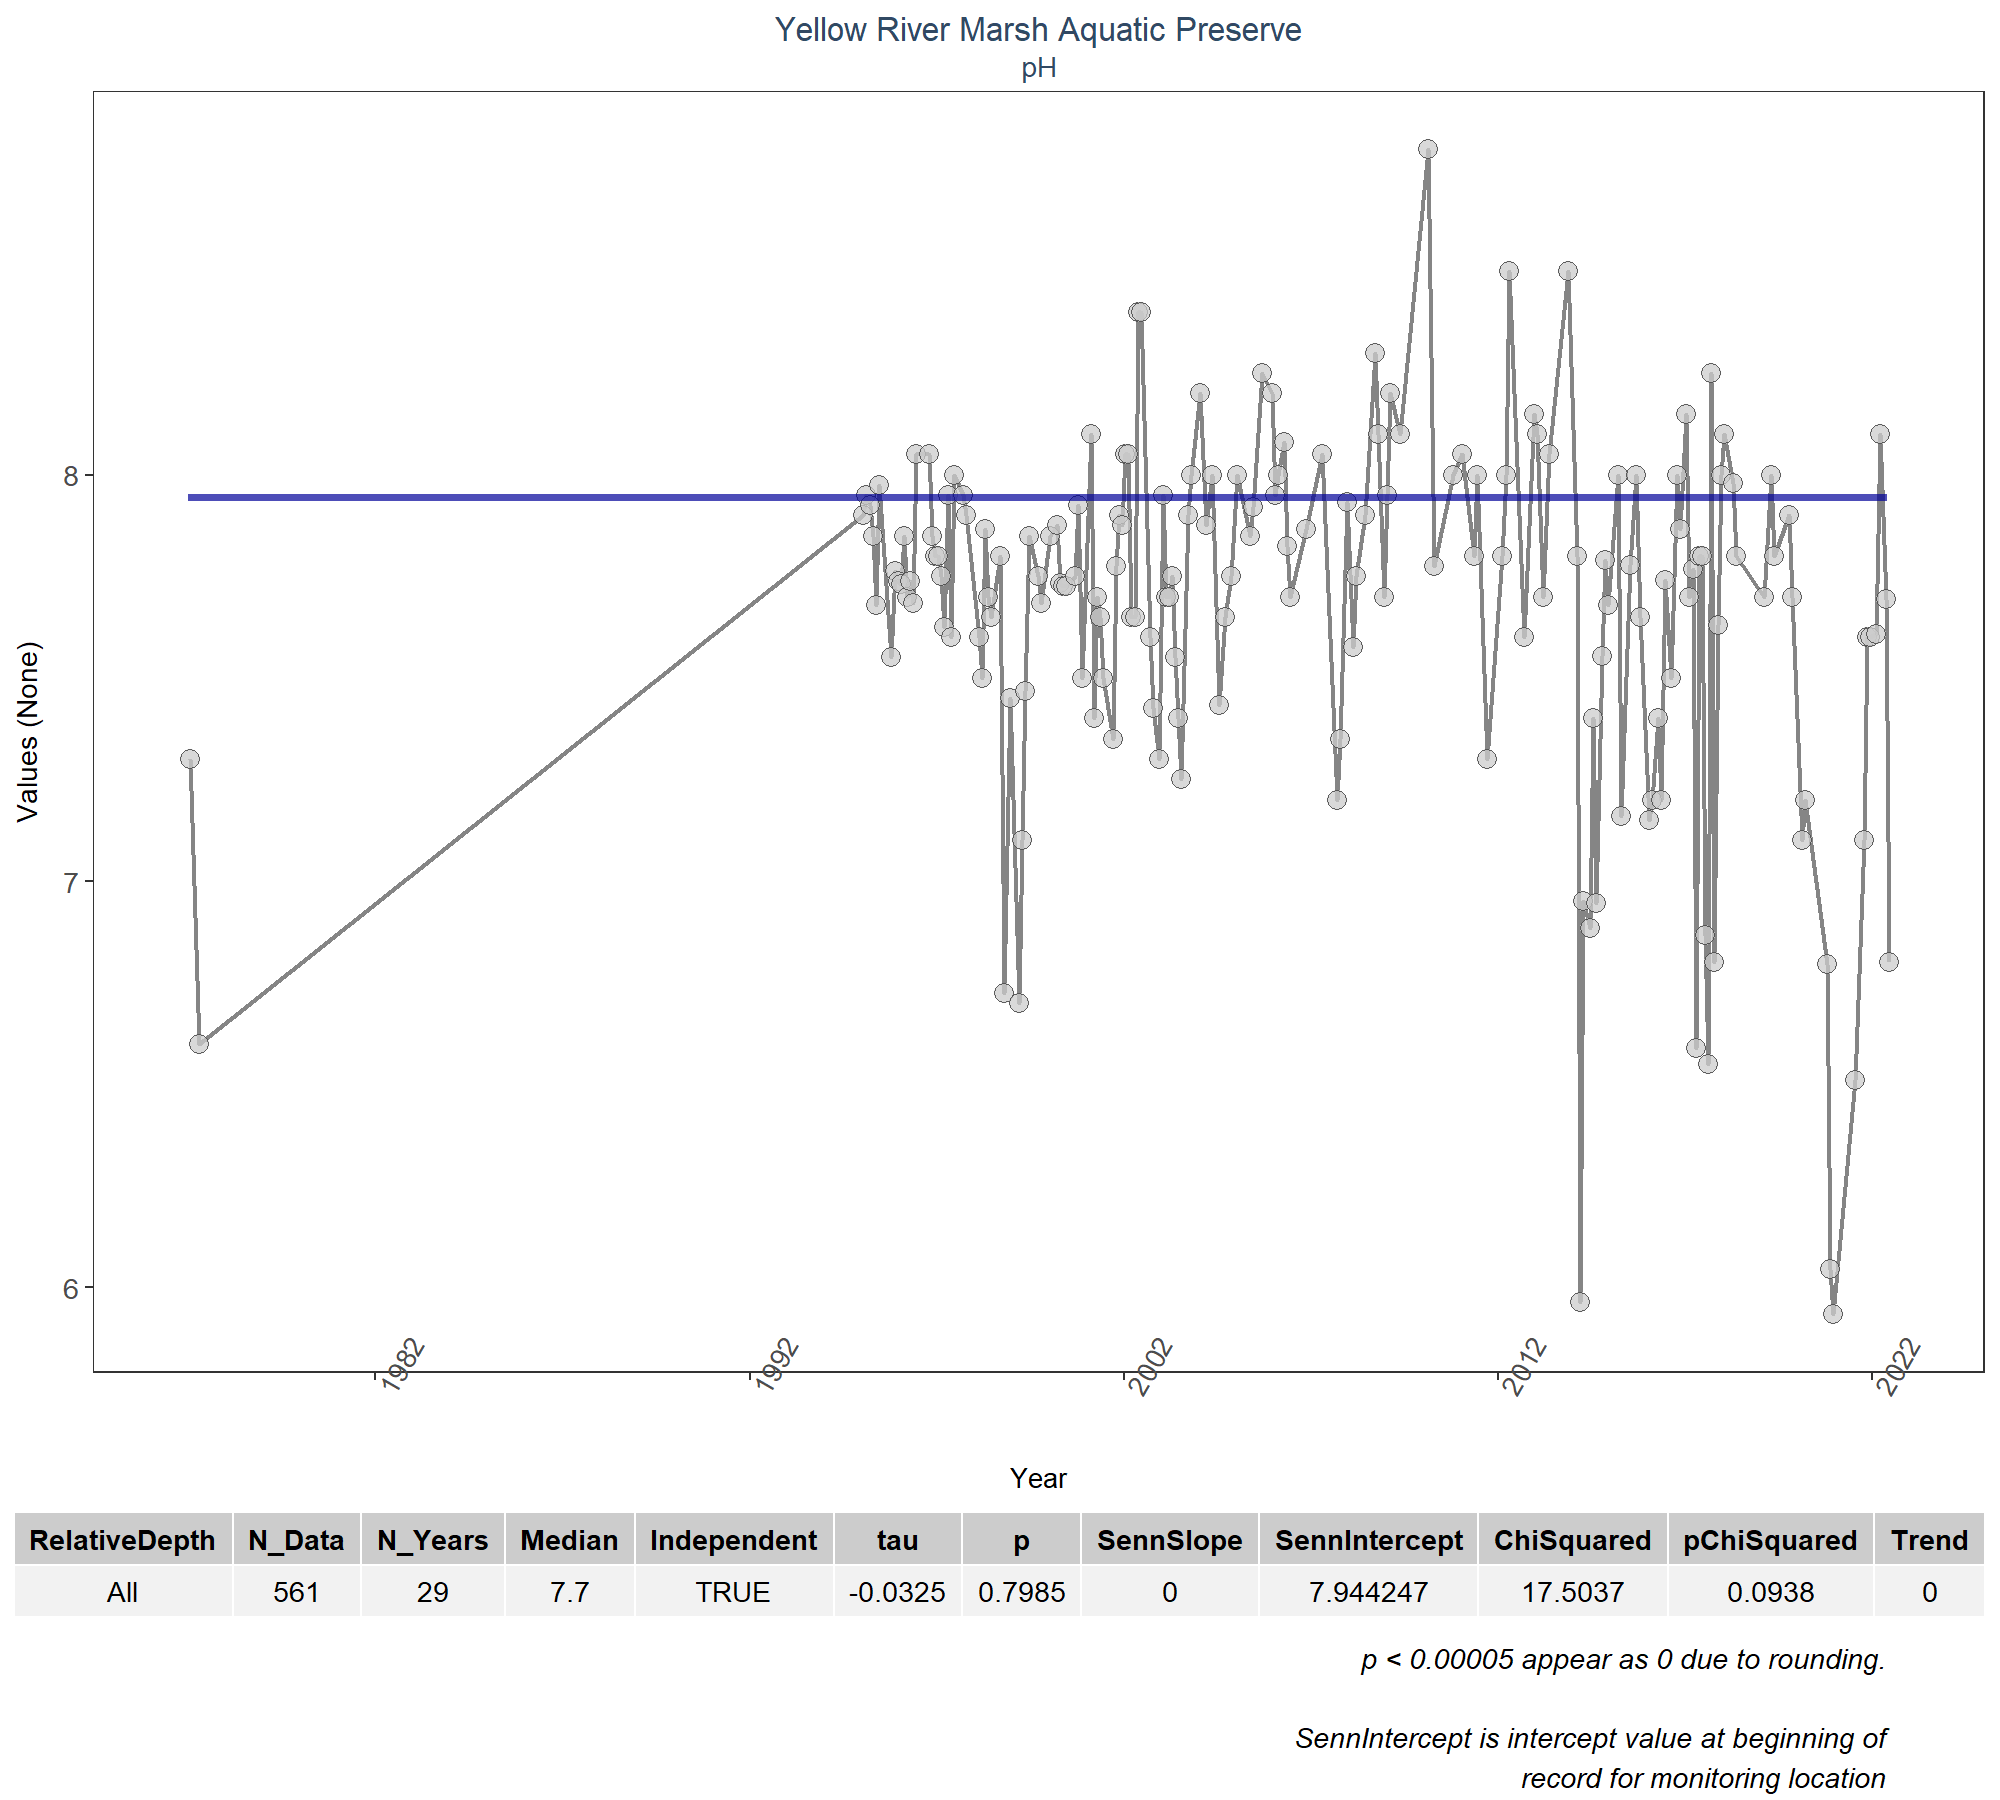 Yellow River Marsh Aquatic Preserve
pH
Values (None)
8
7
6
1982 1992 2002 2012 2022
Year
RelativeDepth N_Data N_Years Median Independent tau p SennSlope SennIntercept ChiSquared pChiSquared Trend
All 561 29 7.7 TRUE -0.0325 0.7985 0 7.944247 17.5037 0.0938 0
p < 0.00005 appear as 0 due to rounding.
SennIntercept is intercept value at beginning of
record for monitoring location